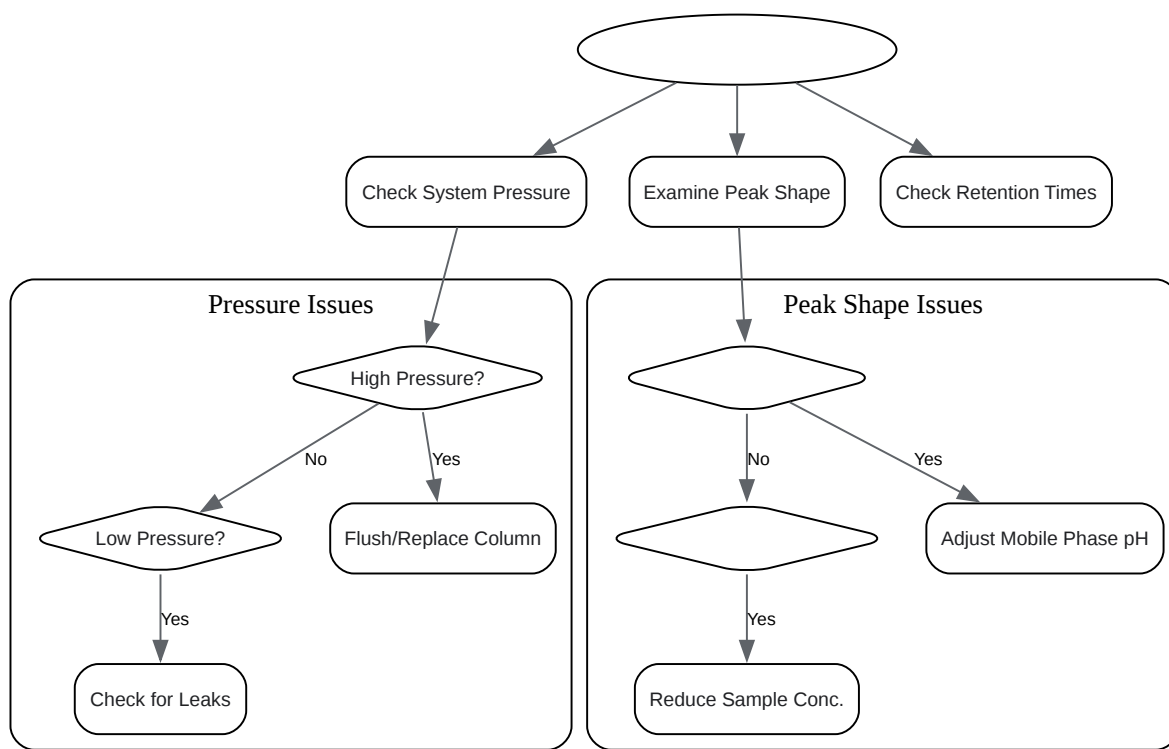 Check System Pressure
Examine Peak Shape
Check Retention Times
Pressure Issues
Peak Shape Issues
High Pressure?
No
Yes
No
Yes
Low Pressure?
Flush/Replace Column
Adjust Mobile Phase pH
Yes
Yes
Check for Leaks
Reduce Sample Conc.